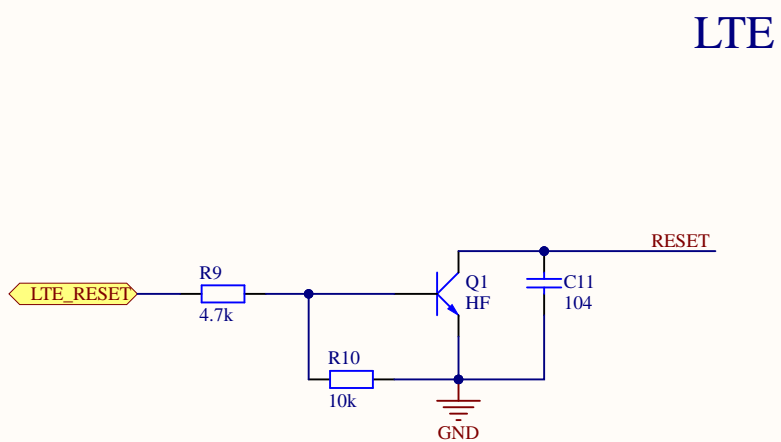 LTE
RESET
R9
LTE_RESET
4.7k
Q1
HF
C11
104
R10
10k
GND